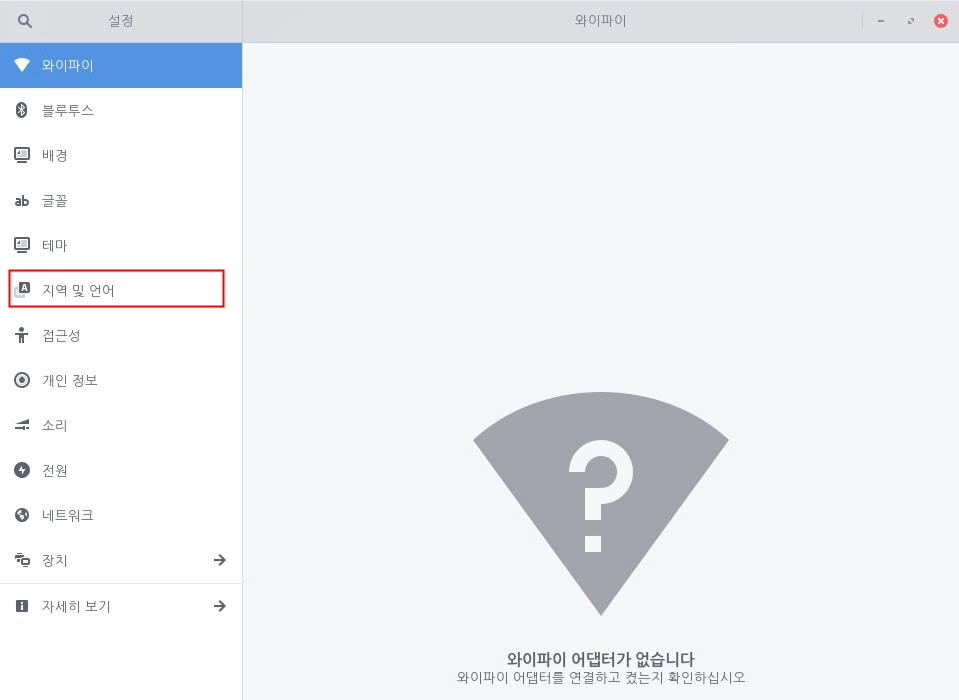 설정
와이파이
와이파이
블루투스
배경
ab 글꼴
테마
A 지역 및 언어
접근성
개인 정보
소리
전원
네트워크
장치
자세히 보기
?
와이파이 어댑터가 없습니다
와이파이 어댑터를 연결하고 켰는지 확인하십시오